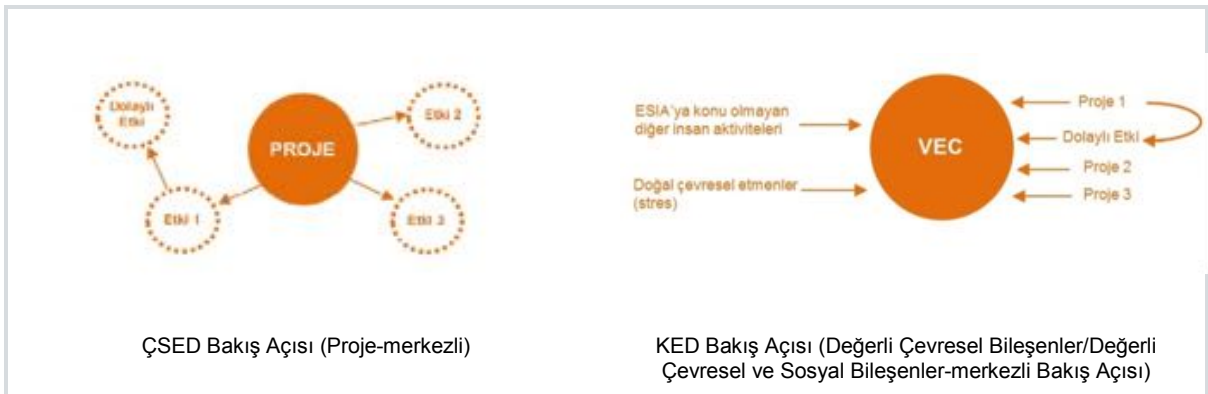 Dolaylı
Etki
PROJE
Etki 2
Etki 1
Etki 3
ESIA'ya konu olmayan
diğer insan aktiviteleri
Doğal çevresel etmenler
(stres)
VEC
Proje 1
Dolaylı Etki
Proje 2
Proje 3
ÇSED Bakış Açısı (Proje-merkezli)
KED Bakış Açısı (Değerli Çevresel Bileşenler/Değerli
Çevresel ve Sosyal Bileşenler-merkezli Bakış Açısı)